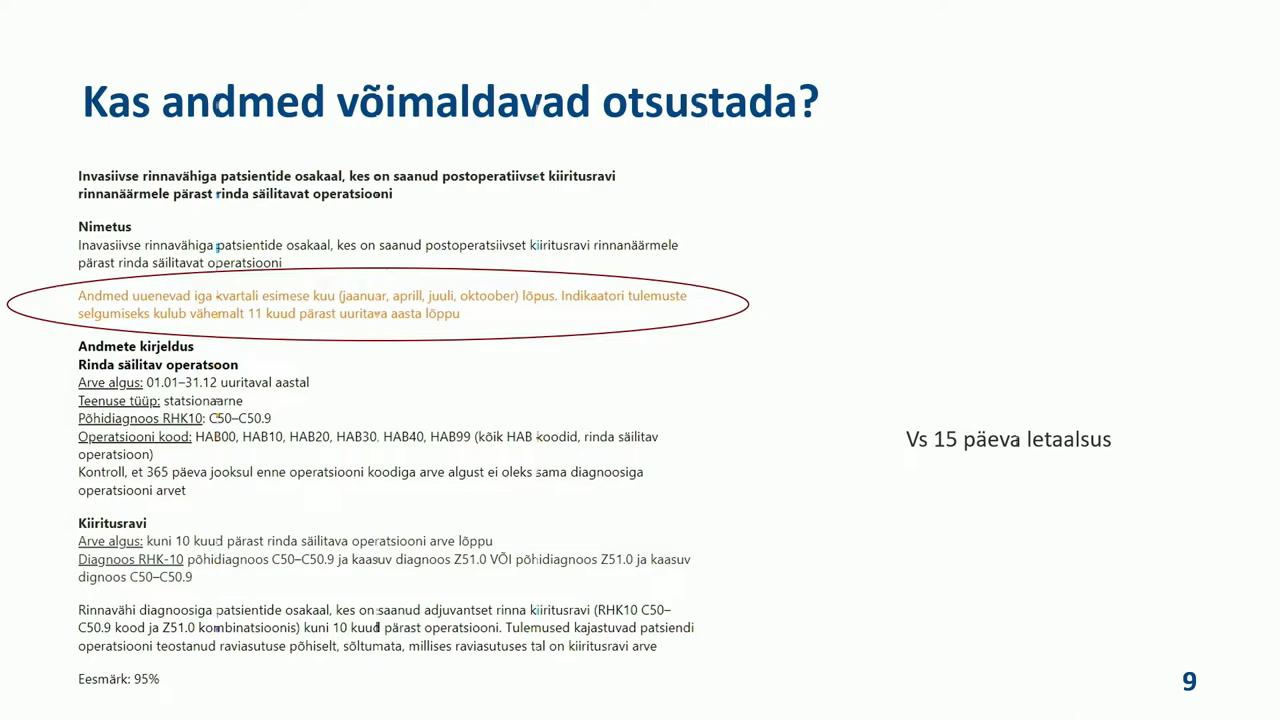 Kas andmed võimaldavad otsustada?
Invasiivse rinnavähiga patsientide osakaal, kes on saanud postoperatiivset kiiritusravi
rinnanäärmele pärast rinda säilitavat operatsiooni
Nimetus
Inavasiivse rinnavähiga patsientide osakaal, kes on saanud postoperatsiivset kiiritusravi rinnanäärmele
pärast rinda säilitavat operatsiooni
Andmed uuenevad iga kvartali esimese kuu (jaanuar, aprill, juuli, oktoober) lõpus. Indikaatori tulemuste
selgumiseks kulub vähemalt 11 kuud pärast uuritava aasta lõppu
Andmete kirjeldus
Rinda säilitav operatsoon
Arve algus: 01.01–31.12 uuritaval aastal
Teenuse tüüp: statsionaarne
Põhidiagnoos RHK10: C50–C50.9
Operatsiooni kood: HAB00, HAB10, HAB20, HAB30. HAB40, HAB99 (kõik HAB koodid, rinda säilitav
operatsoon)
Kontroll, et 365 päeva jooksul enne operatsiooni koodiga arve algust ei oleks sama diagnoosiga
operatsiooni arvet
Vs 15 päeva letaalsus
Kiiritusravi
Arve algus: kuni 10 kuud pärast rinda säilitava operatsiooni arve lõppu
Diagnoos RHK-10 põhidiagnoos C50–C50.9 ja kaasuv diagnoos Z51.0 VÕI põhidiagnoos Z51.0 ja kaasuv
dignoos C50–C50.9
Rinnavähi diagnoosiga patsientide osakaal, kes on saanud adjuvantset rinna kiiritusravi (RHK10 C50–
C50.9 kood ja Z51.0 kombinatsioonis) kuni 10 kuud pärast operatsiooni. Tulemused kajastuvad patsiendi
operatsiooni teostanud raviasutuse põhiselt, sõltumata, millises raviasutuses tal on kiiritusravi arve
Eesmärk: 95%
9